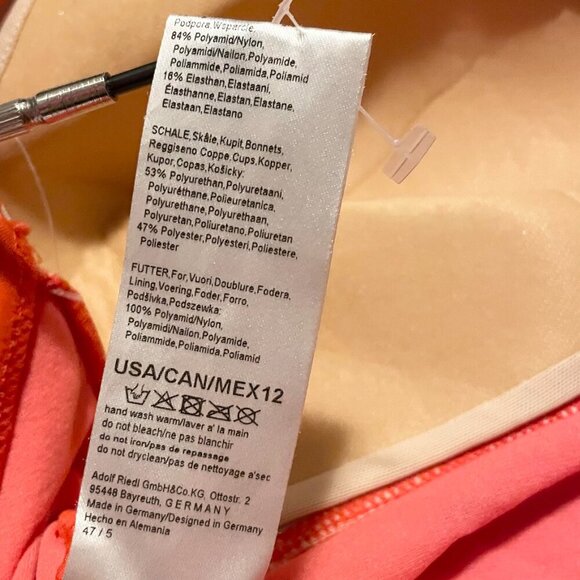 Podpora,Wsparcie
84% Polyamid/Nylon,
Polyamidi/Nailon,Polyamide,
Poliammide,Poliamida,Poliamid
16% Elasthan,Elastaani,
Élasthanne,Elastan,Elastane,
Elastaan,Elastano
SCHALE,Skåle,Kupit,Bonnets,
Reggiseno Coppe,Cups,Kopper,
Kupor,Copas,Košicky:
53% Polyurethan,Polyuretaani,
Polyuréthane,Polieuretanica,
Polyurethane,Polyurethaan,
Polyuretan,Poliuretano,Poliuretan
47% Polyester,Polyesteri,Poliestere,
Poliester
FUTTER,For,Vuori,Doublure,Fodera,
Lining,Voering,Foder,Forro,
Podšívka,Podszewka:
100% Polyamid/Nylon,
Polyamidi/Nailon,Polyamide,
Poliammide,Poliamida,Poliamid
USA/CAN/MEX12
hand wash warm/laver a' la main
do not bleach/ne pas blanchir
do not iron/pas de repassage
do not dryclean/pas de nettoyage a'sec
Adolf Riedl GmbH&Co.KG, Ottostr. 2
95448 Bayreuth, GERMANY
Made in Germany/Designed in Germany
Hecho en Alemania
47 / 5